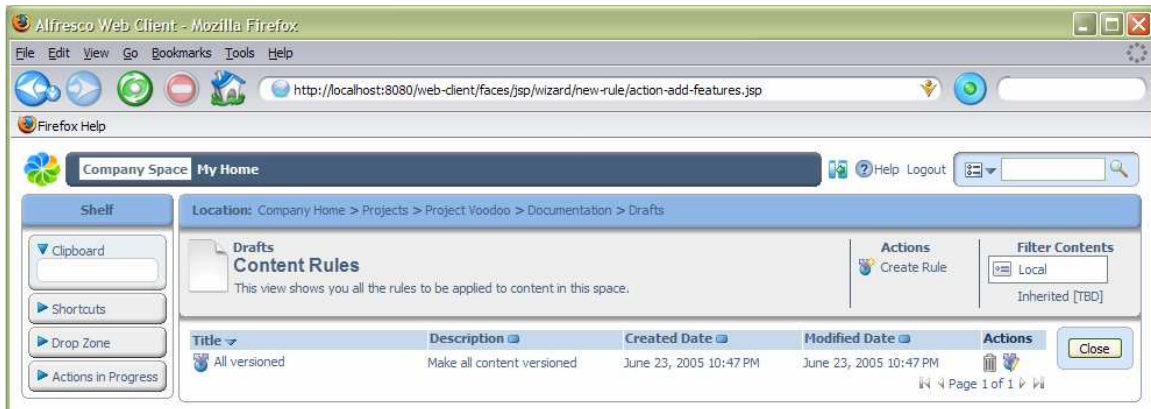 Alfresco Web Client - Mozilla Firefox
File Edit View Go Bookmarks Tools Help
http://localhost:8080/web-client/faces/jsp/wizard/new-rule/action-add-features.jsp
Firefox Help
Company Space My Home
Help Logout
Shelf
Location: Company Home > Projects > Project Voodoo > Documentation > Drafts
Clipboard
Shortcuts
Drop Zone
Actions in Progress
Drafts
Content Rules
This view shows you all the rules to be applied to content in this space.
Actions
Create Rule
Filter Contents
Local
Inherited [TBD]
Title Description Created Date Modified Date Actions
All versioned Make all content versioned June 23, 2005 10:47 PM June 23, 2005 10:47 PM
Page 1 of 1
Close